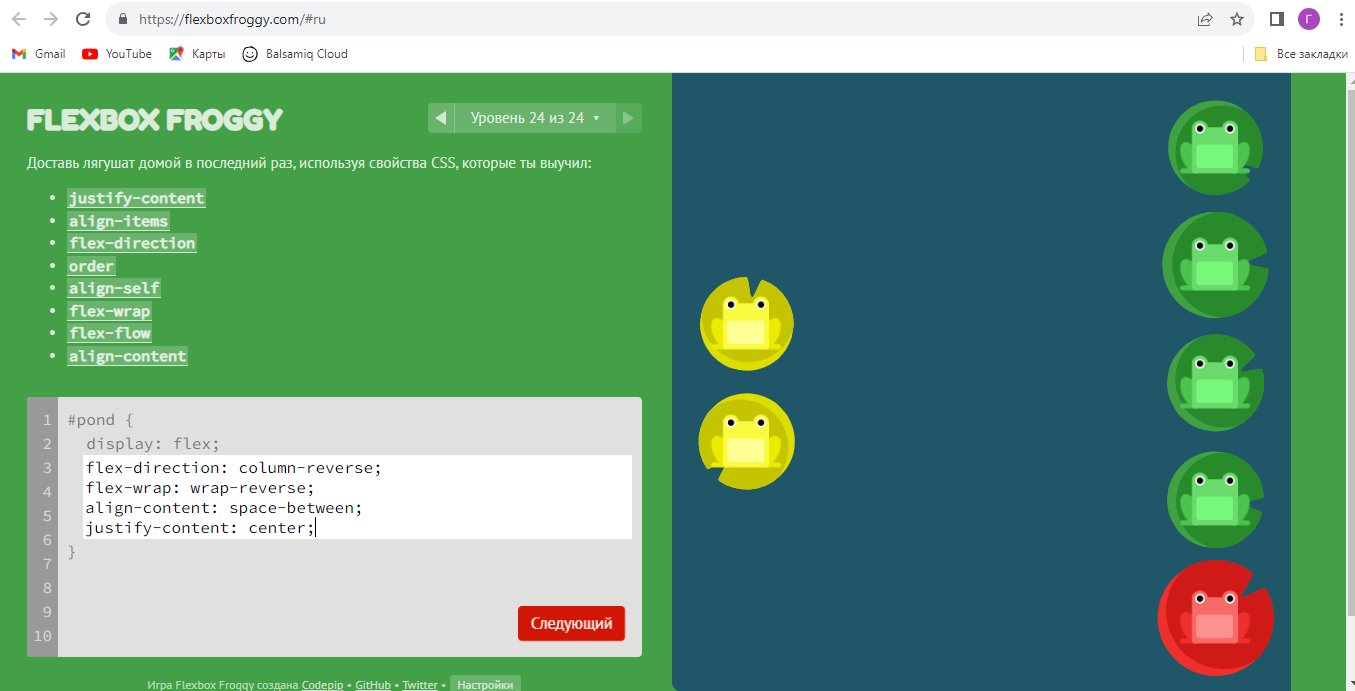 https://flexboxfroggy.com/#ru
Г
Gmail YouTube Карты Balsamiq Cloud Все закладки
FLEXBOX FROGGY
◀ Уровень 24 из 24 ▾ ▶
Доставь лягушат домой в последний раз, используя свойства CSS, которые ты выучил:
• justify-content
• align-items
• flex-direction
• order
• align-self
• flex-wrap
• flex-flow
• align-content
1 #pond {
2 display: flex;
3 flex-direction: column-reverse;
4 flex-wrap: wrap-reverse;
5 align-content: space-between;
6 justify-content: center;
7 }
8
9
10
Следующий
Игра Flexbox Froggy создана Codepip • GitHub • Twitter • Настройки